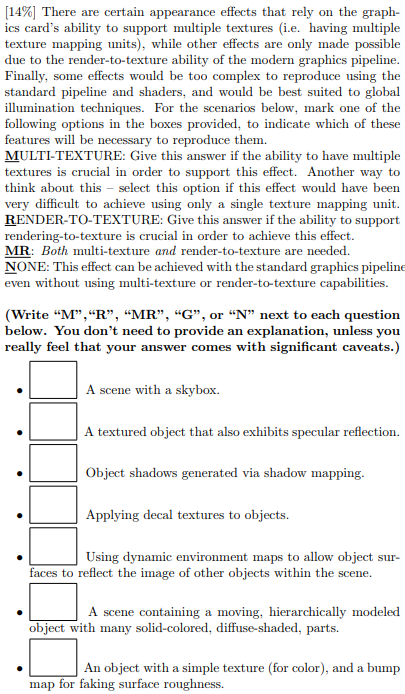 [14%] There are certain appearance effects that rely on the graph-
ics card's ability to support multiple textures (i.e. having multiple
texture mapping units), while other effects are only made possible
due to the render-to-texture ability of the modern graphics pipeline.
Finally, some effects would be too complex to reproduce using the
standard pipeline and shaders, and would be best suited to global
illumination techniques. For the scenarios below, mark one of the
following options in the boxes provided, to indicate which of these
features will be necessary to reproduce them.
MULTI-TEXTURE: Give this answer if the ability to have multiple
textures is crucial in order to support this effect. Another way to
think about this – select this option if this effect would have been
very difficult to achieve using only a single texture mapping unit.
RENDER-TO-TEXTURE: Give this answer if the ability to support
rendering-to-texture is crucial in order to achieve this effect.
MR: Both multi-texture and render-to-texture are needed.
NONE: This effect can be achieved with the standard graphics pipeline
even without using multi-texture or render-to-texture capabilities.
(Write “M”,“R”, “MR”, “G”, or “N” next to each question
below. You don't need to provide an explanation, unless you
really feel that your answer comes with significant caveats.)
• A scene with a skybox.
• A textured object that also exhibits specular reflection.
• Object shadows generated via shadow mapping.
• Applying decal textures to objects.
• Using dynamic environment maps to allow object sur-
faces to reflect the image of other objects within the scene.
• A scene containing a moving, hierarchically modeled
object with many solid-colored, diffuse-shaded, parts.
• An object with a simple texture (for color), and a bump
map for faking surface roughness.